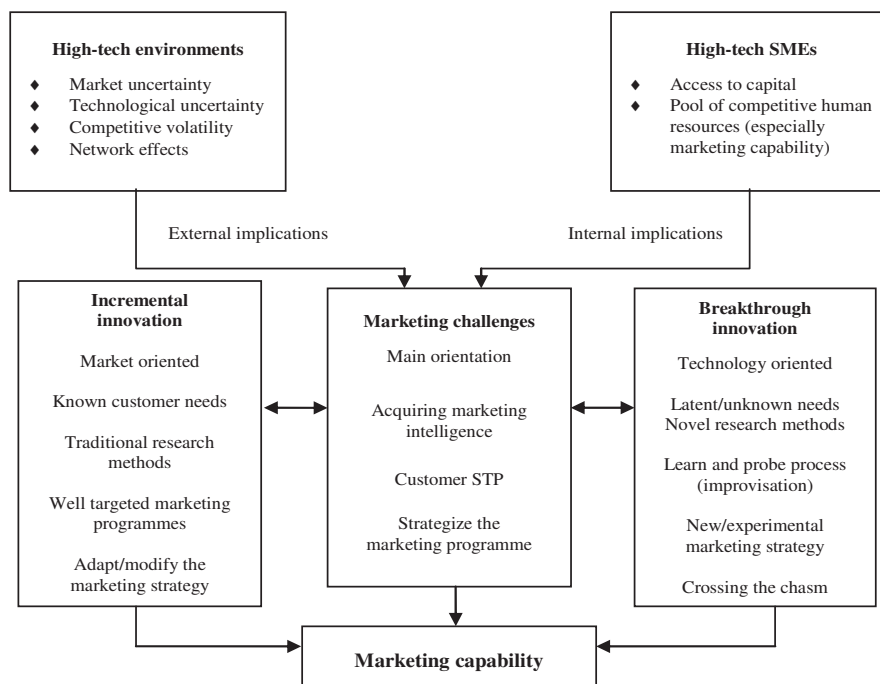 High-tech environments
♦ Market uncertainty
♦ Technological uncertainty
♦ Competitive volatility
♦ Network effects
High-tech SMEs
♦ Access to capital
♦ Pool of competitive human
resources (especially
marketing capability)
External implications
Internal implications
Incremental
innovation
Market oriented
Known customer needs
Traditional research
methods
Well targeted marketing
programmes
Adapt/modify the
marketing strategy
Marketing challenges
Main orientation
Acquiring marketing
intelligence
Customer STP
Strategize the
marketing programme
Breakthrough
innovation
Technology oriented
Latent/unknown needs
Novel research methods
Learn and probe process
(improvisation)
New/experimental
marketing strategy
Crossing the chasm
Marketing capability